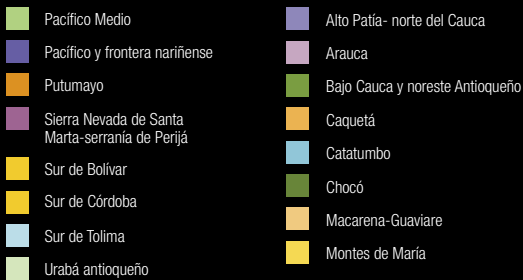 Pacífico Medio
Pacífico y frontera nariñense
Putumayo
Sierra Nevada de Santa
Marta-serranía de Perijá
Sur de Bolívar
Sur de Córdoba
Sur de Tolima
Urabá antioqueño
Alto Patía- norte del Cauca
Arauca
Bajo Cauca y noreste Antioqueño
Caquetá
Catatumbo
Chocó
Macarena-Guaviare
Montes de María